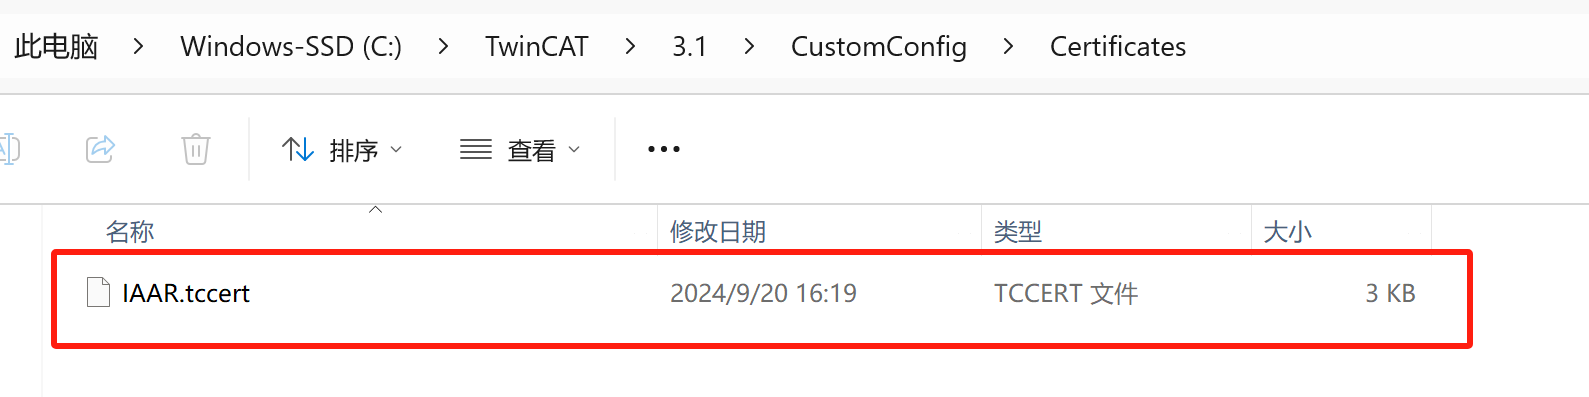 此电脑 > Windows-SSD (C:) > TwinCAT > 3.1 > CustomConfig > Certificates
排序 查看 •••
名称 修改日期 类型 大小
IAAR.tccert 2024/9/20 16:19 TCCERT 文件 3 KB